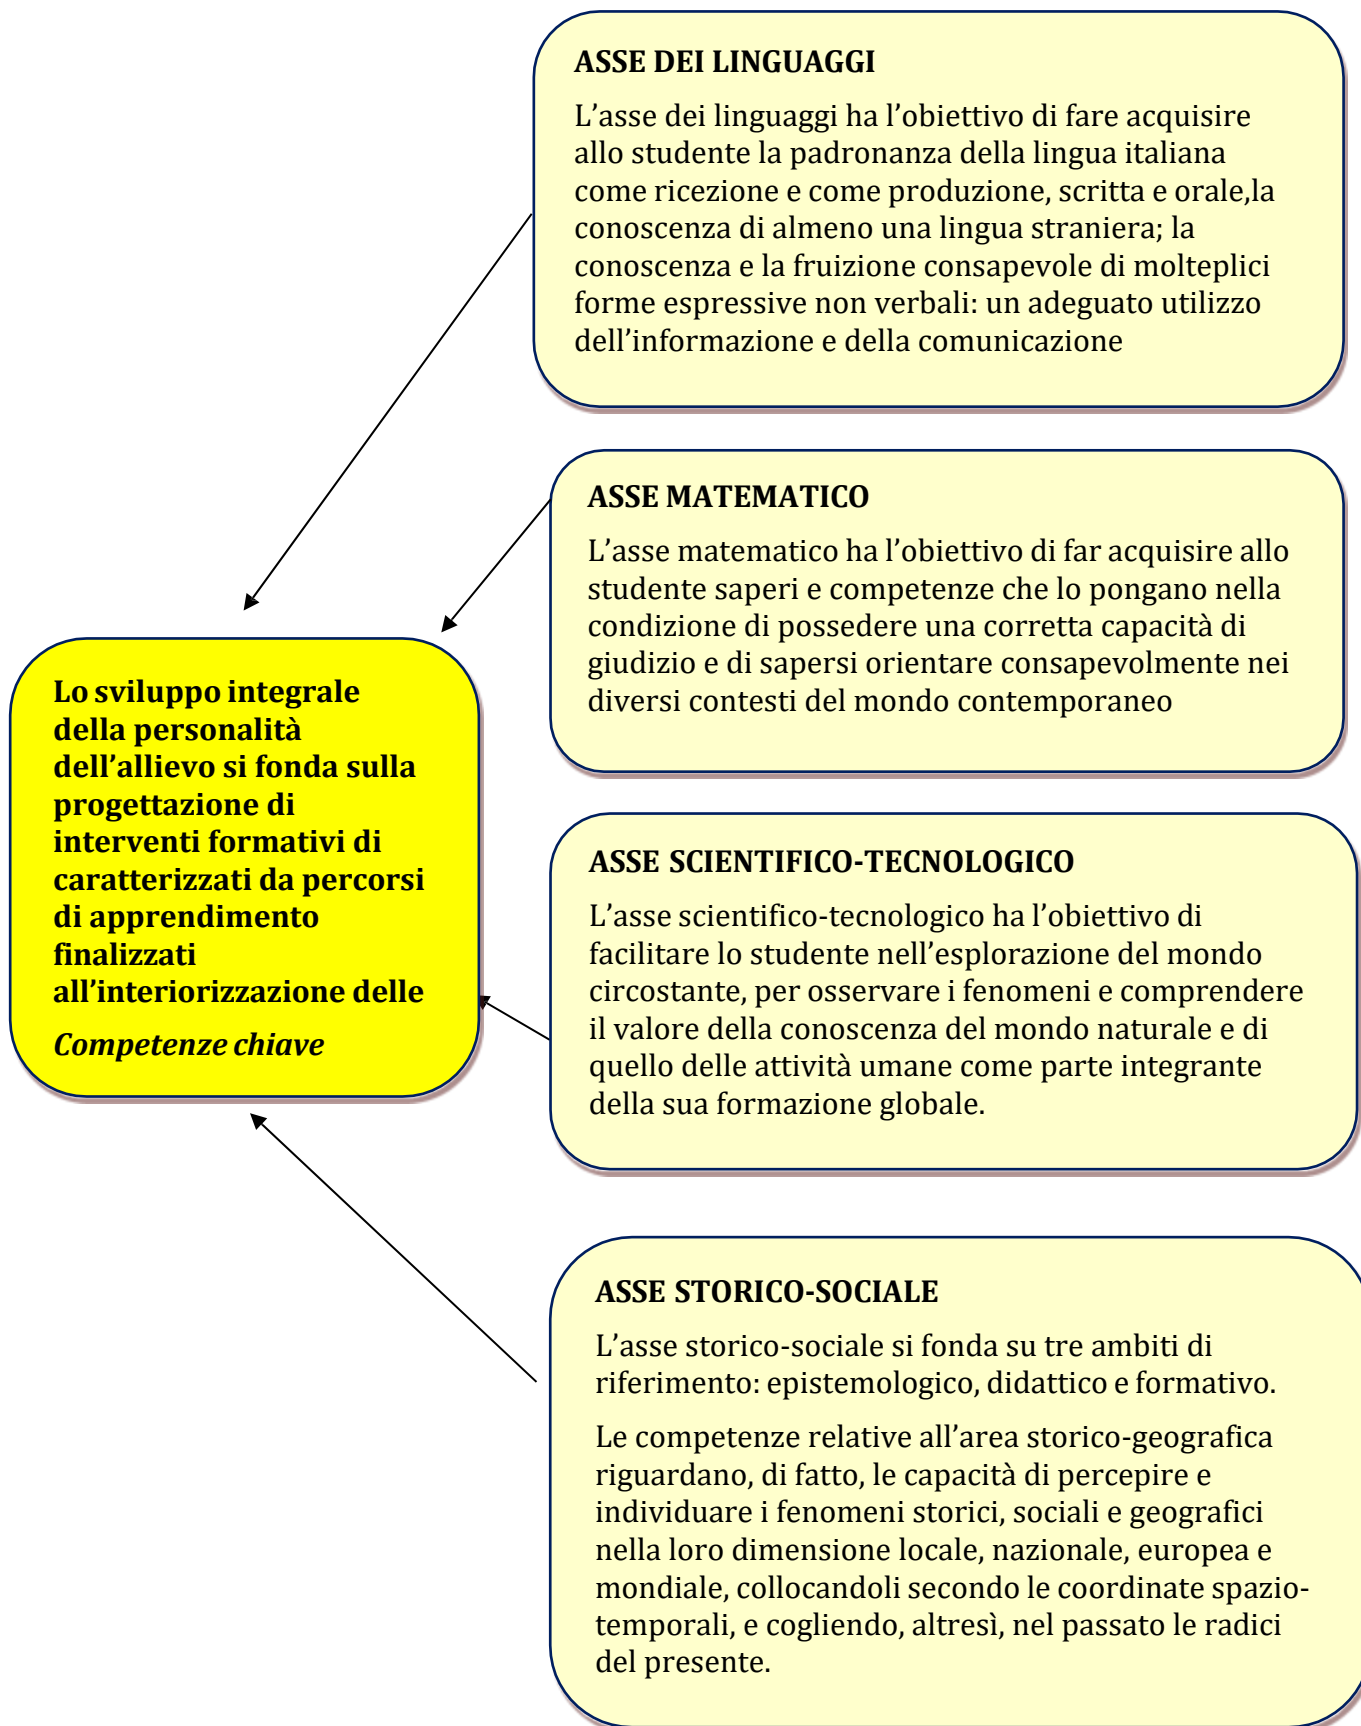 ASSE DEI LINGUAGGI
L’asse dei linguaggi ha l’obiettivo di fare acquisire
allo studente la padronanza della lingua italiana
come ricezione e come produzione, scritta e orale,la
conoscenza di almeno una lingua straniera; la
conoscenza e la fruizione consapevole di molteplici
forme espressive non verbali: un adeguato utilizzo
dell’informazione e della comunicazione
ASSE MATEMATICO
L’asse matematico ha l’obiettivo di far acquisire allo
studente saperi e competenze che lo pongano nella
condizione di possedere una corretta capacità di
giudizio e di sapersi orientare consapevolmente nei
diversi contesti del mondo contemporaneo
Lo sviluppo integrale
della personalità
dell’allievo si fonda sulla
progettazione di
interventi formativi di
caratterizzati da percorsi
di apprendimento
finalizzati
all’interiorizzazione delle
Competenze chiave
ASSE SCIENTIFICO-TECNOLOGICO
L’asse scientifico-tecnologico ha l’obiettivo di
facilitare lo studente nell’esplorazione del mondo
circostante, per osservare i fenomeni e comprendere
il valore della conoscenza del mondo naturale e di
quello delle attività umane come parte integrante
della sua formazione globale.
ASSE STORICO-SOCIALE
L’asse storico-sociale si fonda su tre ambiti di
riferimento: epistemologico, didattico e formativo.
Le competenze relative all’area storico-geografica
riguardano, di fatto, le capacità di percepire e
individuare i fenomeni storici, sociali e geografici
nella loro dimensione locale, nazionale, europea e
mondiale, collocandoli secondo le coordinate spazio-
temporali, e cogliendo, altresì, nel passato le radici
del presente.